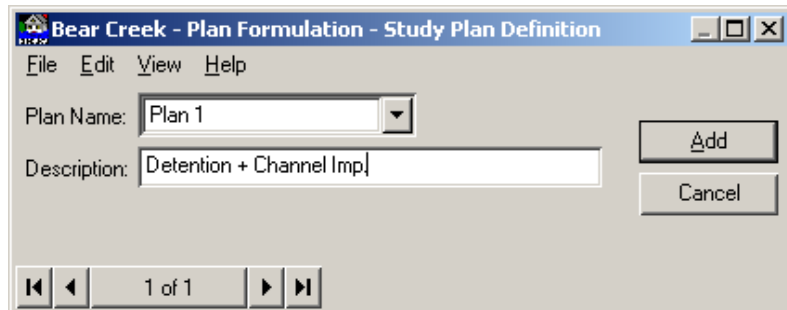 Bear Creek - Plan Formulation - Study Plan Definition
File Edit View Help
Plan Name: Plan 1
Add
Description: Detention + Channel Imp.
Cancel
1 of 1